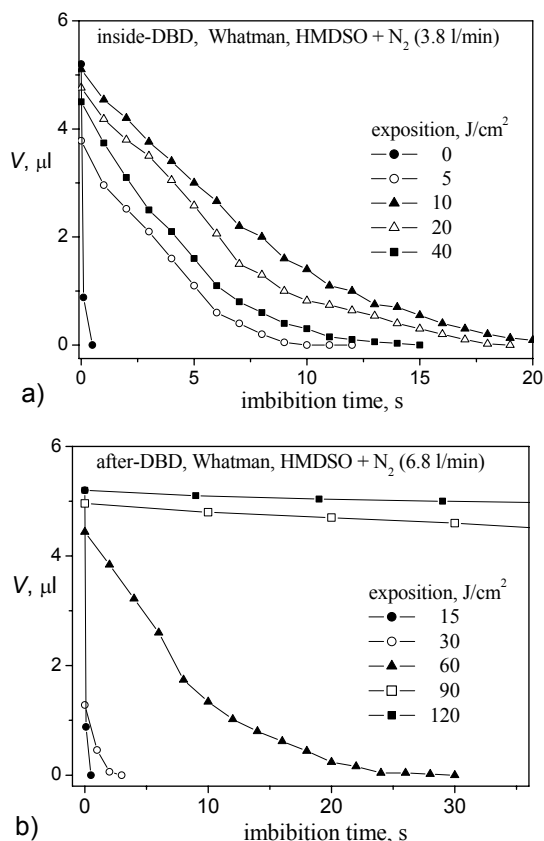 inside-DBD, Whatman, HMDSO + N₂ (3.8 l/min)
6
4
2
0
V, µl
exposition, J/cm²
0
5
10
20
40
0 5 10 15 20
imbibition time, s
a)
after-DBD, Whatman, HMDSO + N₂ (6.8 l/min)
6
4
2
0
V, µl
exposition, J/cm²
15
30
60
90
120
0 10 20 30
imbibition time, s
b)